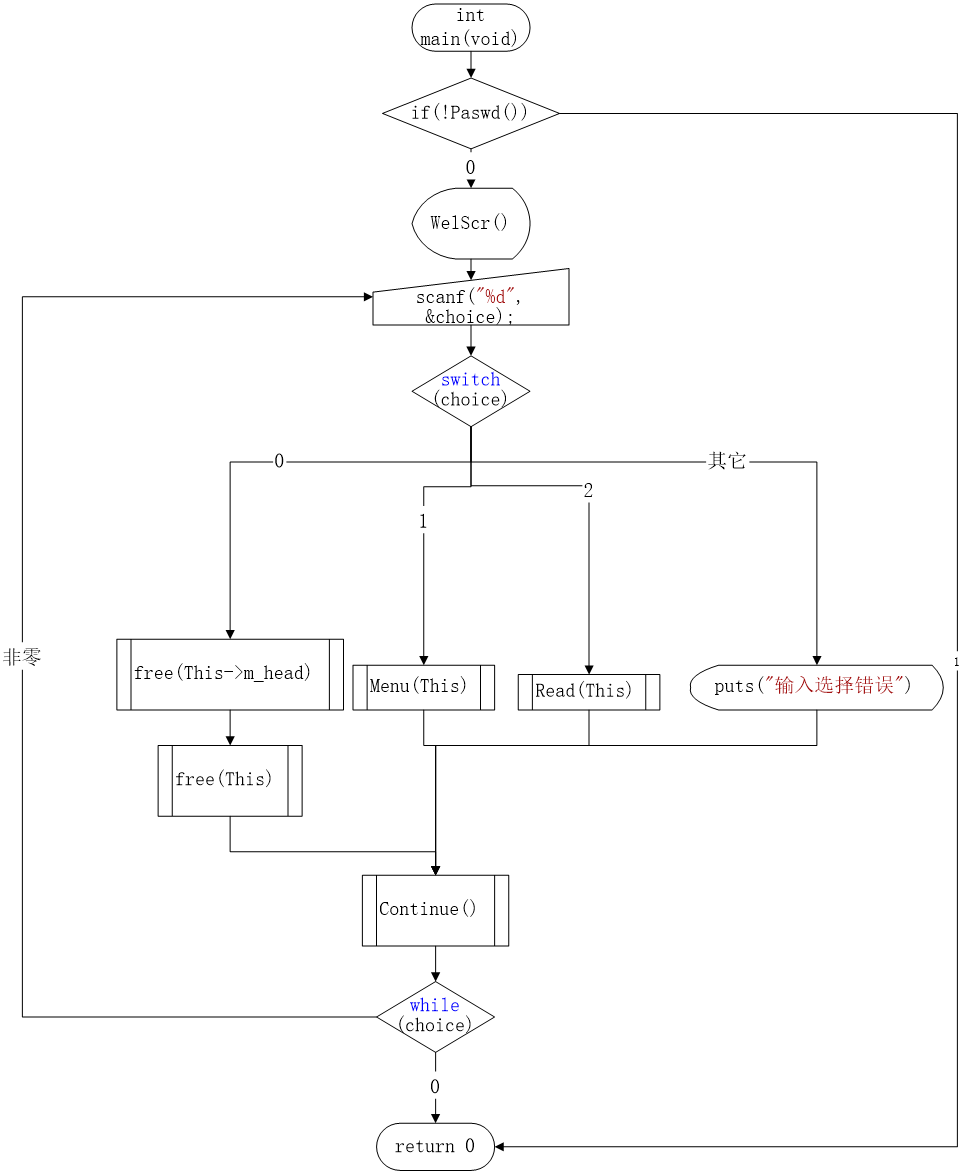 int
main(void)
if(!Paswd())
0
WelScr()
scanf("%d",
&choice);
switch
(choice)
0
其它
2
1
非零
1
free(This->m_head)
Menu(This)
Read(This)
puts("输入选择错误")
free(This)
Continue()
while
(choice)
0
return 0